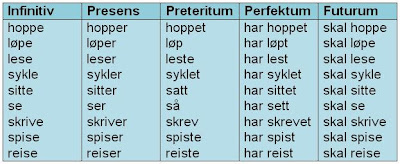 Infinitiv Presens Preteritum Perfektum Futurum
hoppe hopper hoppet har hoppet skal hoppe
løpe løper løp har løpt skal løpe
lese leser leste har lest skal lese
sykle sykler syklet har syklet skal sykle
sitte sitter satt har sittet skal sitte
se ser så har sett skal se
skrive skriver skrev har skrevet skal skrive
spise spiser spiste har spist skal spise
reise reiser reiste har reist skal reise